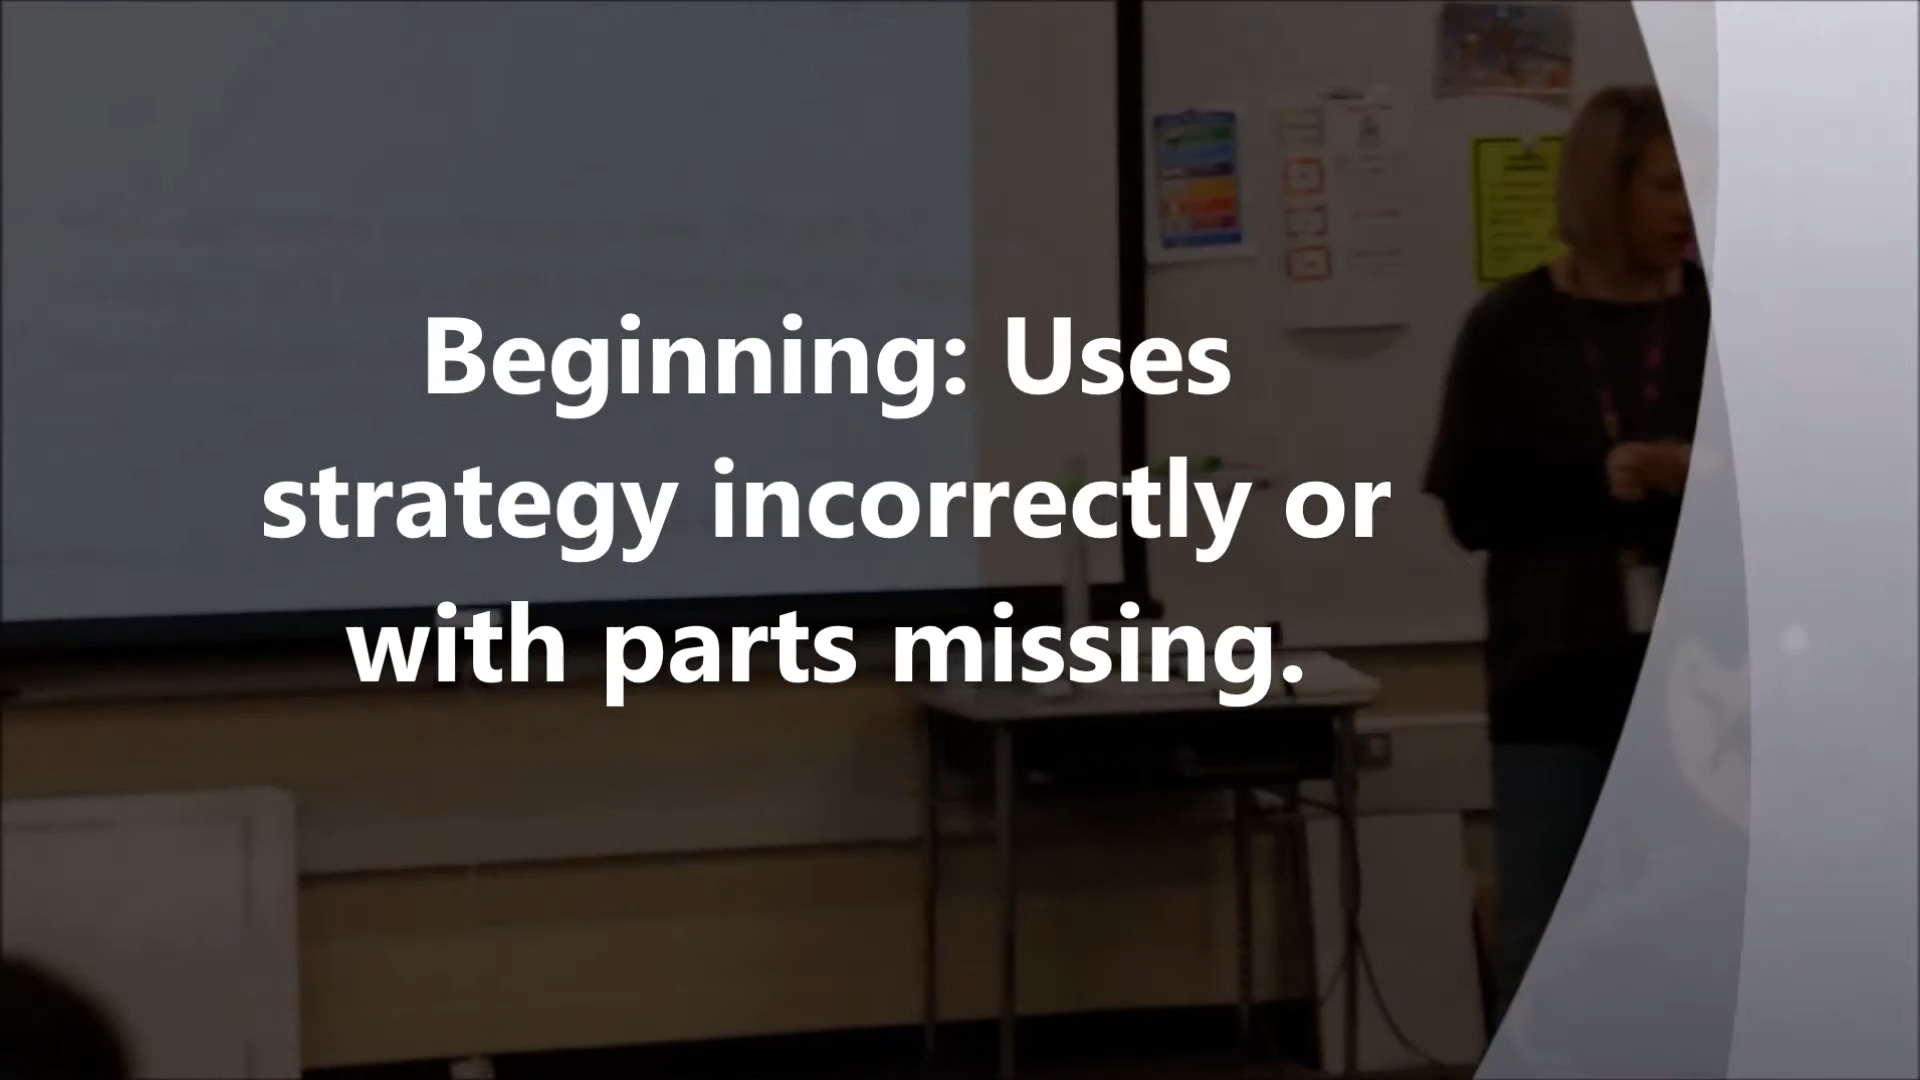 Beginning: Uses
strategy incorrectly or
with parts missing.